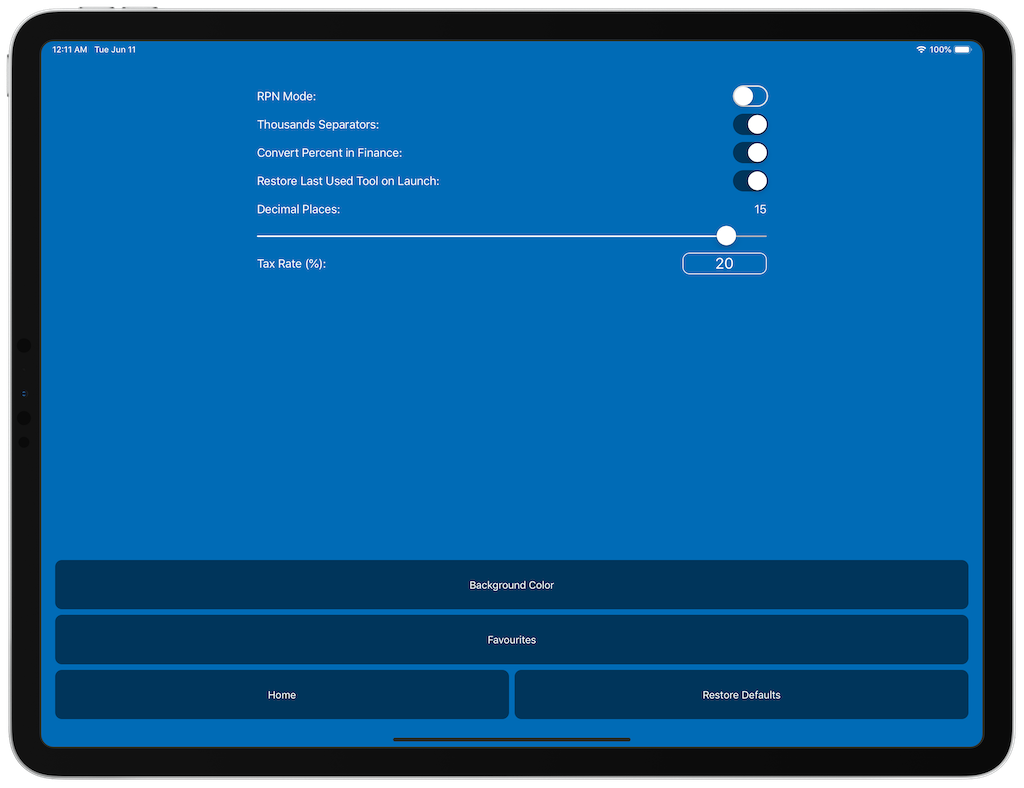 12:11 AM Tue Jun 11 100%
RPN Mode:
Thousands Separators:
Convert Percent in Finance:
Restore Last Used Tool on Launch:
Decimal Places: 15
Tax Rate (%): 20
Background Color
Favourites
Home Restore Defaults